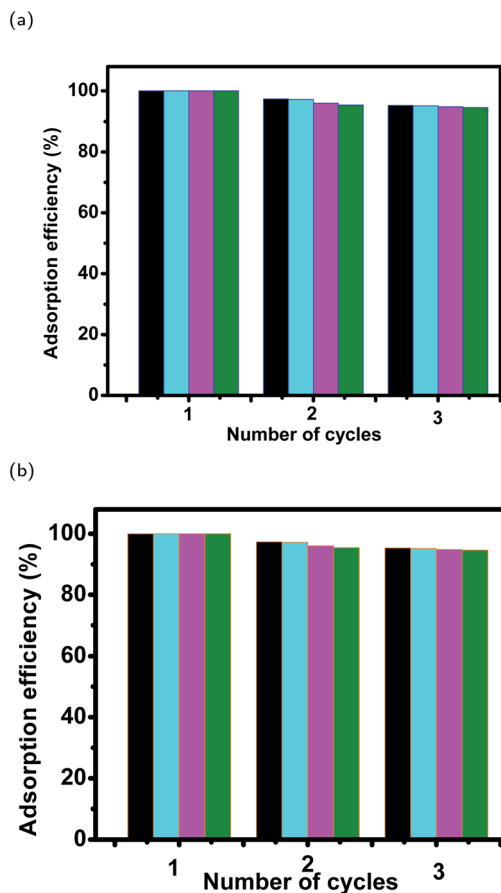 (a)
Adsorption efficiency (%)
100
80
60
40
20
0
1 2 3
Number of cycles
(b)
Adsorption efficiency (%)
100
80
60
40
20
0
1 2 3
Number of cycles